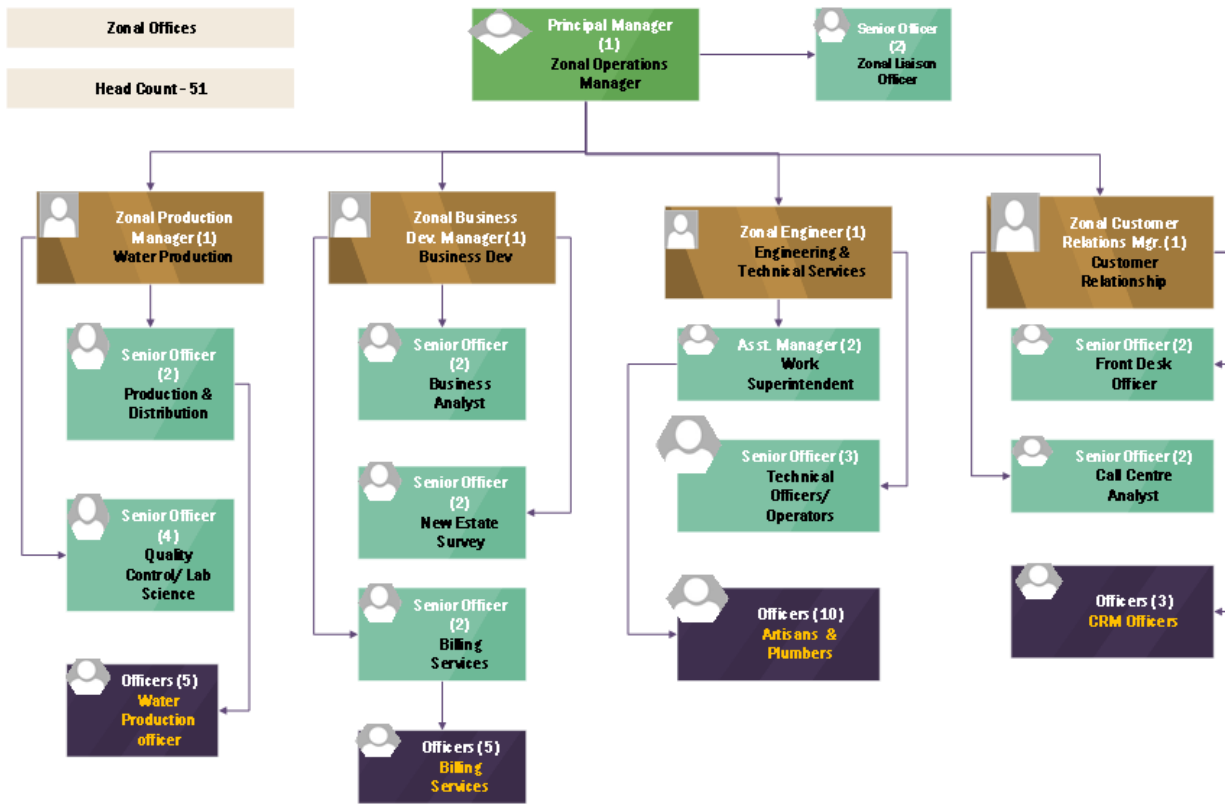 Zonal Offices
Head Count - 51
Principal Manager
(1)
Zonal Operations
Manager
Senior Officer
(2)
Zonal Liaison
Officer
Zonal Production
Manager (1)
Water Production
Senior Officer
(2)
Production &
Distribution
Senior Officer
(4)
Quality
Control/ Lab
Science
Officers (5)
Water
Production
officer
Zonal Business
Dev. Manager (1)
Business Dev
Senior Officer
(2)
Business
Analyst
Senior Officer
(2)
New Estate
Survey
Senior Officer
(2)
Billing
Services
Officers (5)
Billing
Services
Zonal Engineer (1)
Engineering &
Technical Services
Asst. Manager (2)
Work
Superintendent
Senior Officer (3)
Technical
Officers/
Operators
Officers (10)
Artisans &
Plumbers
Zonal Customer
Relations Mgr. (1)
Customer
Relationship
Senior Officer (2)
Front Desk
Officer
Senior Officer (2)
Call Centre
Analyst
Officers (3)
CRM Officers